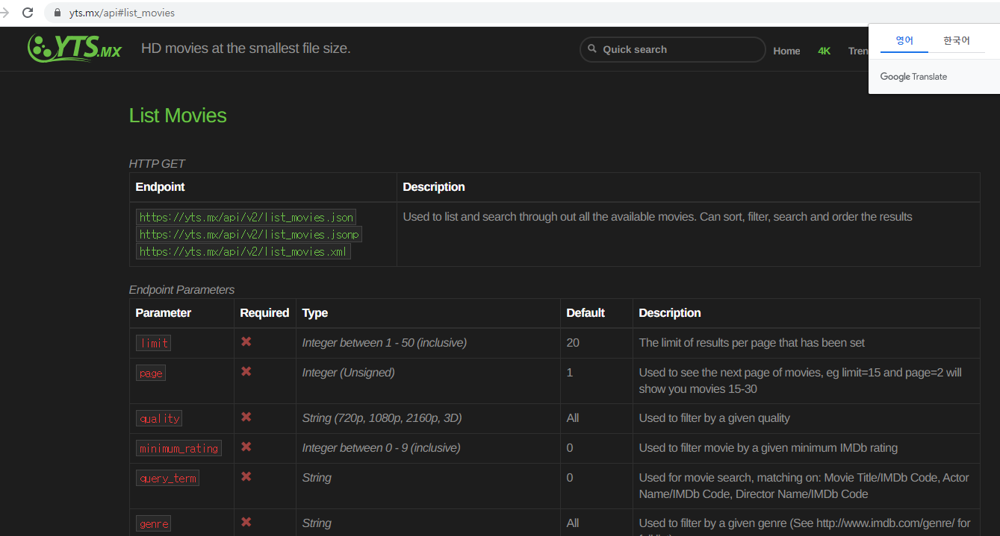 yts.mx/api#list_movies
YTS.MX
HD movies at the smallest file size.
Quick search
Home
4K
Tren
영어
한국어
Google Translate
List Movies
HTTP GET
Endpoint Description
https://yts.mx/api/v2/list_movies.json Used to list and search through out all the available movies. Can sort, filter, search and order the results
https://yts.mx/api/v2/list_movies.jsonp
https://yts.mx/api/v2/list_movies.xml
Endpoint Parameters
Parameter Required Type Default Description
limit ✖ Integer between 1 - 50 (inclusive) 20 The limit of results per page that has been set
page ✖ Integer (Unsigned) 1 Used to see the next page of movies, eg limit=15 and page=2 will
show you movies 15-30
quality ✖ String (720p, 1080p, 2160p, 3D) All Used to filter by a given quality
minimum_rating ✖ Integer between 0 - 9 (inclusive) 0 Used to filter movie by a given minimum IMDb rating
query_term ✖ String 0 Used for movie search, matching on: Movie Title/IMDb Code, Actor
Name/IMDb Code, Director Name/IMDb Code
genre ✖ String All Used to filter by a given genre (See http://www.imdb.com/genre/ for